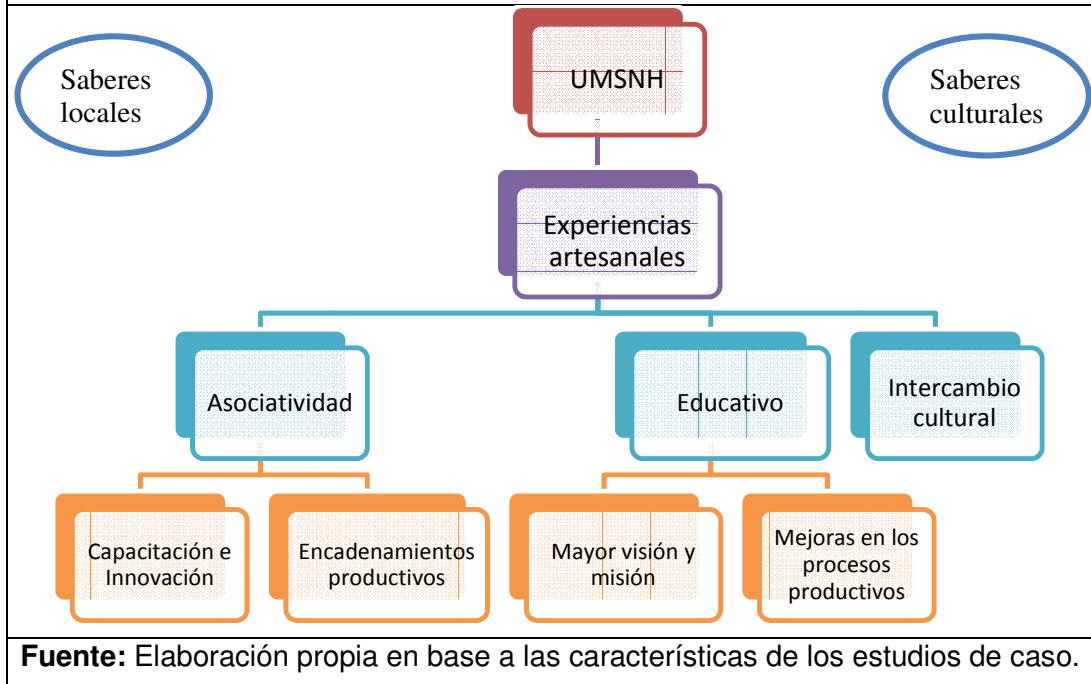 Saberes
locales
UMSNH
Saberes
culturales
Experiencias
artesanales
Asociatividad
Educativo
Intercambio
cultural
Capacitación e
Innovación
Encadenamientos
productivos
Mayor visión y
misión
Mejoras en los
procesos
productivos
Fuente: Elaboración propia en base a las características de los estudios de caso.